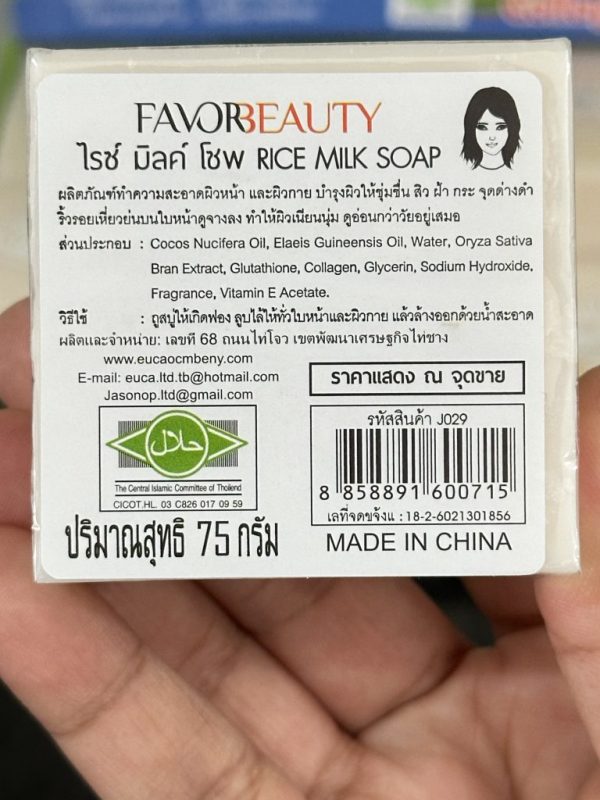 FAVORBEAUTY
ไรซ์ มิลค์ โซพ RICE MILK SOAP
ผลิตภัณฑ์ทำความสะอาดผิวหน้า และผิวกาย บำรุงผิวให้ชุ่มชื่น สิว ฝ้า กระ จุดด่างดำ
ริ้วรอยเหี่ยวย่นบนใบหน้าดูจางลง ทำให้ผิวเนียนนุ่ม ดูอ่อนกว่าวัยอยู่เสมอ
ส่วนประกอบ : Cocos Nucifera Oil, Elaeis Guineensis Oil, Water, Oryza Sativa
Bran Extract, Glutathione, Collagen, Glycerin, Sodium Hydroxide,
Fragrance, Vitamin E Acetate.
วิธีใช้ : ถูสบู่ให้เกิดฟอง ลูบไล้ให้ทั่วใบหน้าและผิวกาย แล้วล้างออกด้วยน้ำสะอาด
ผลิตและจำหน่าย: เลขที่ 68 ถนนไท่โจว เขตพัฒนาเศรษฐกิจไท่ชาง
www.eucaocmbeny.com
E-mail: euca.ltd.tb@hotmail.com
Jasonop.ltd@gmail.com
ราคาแสดง ณ จุดขาย
حلال
The Central Islamic Committee of Thailend
CICOT.HL. 03 C826 017 09 59
รหัสสินค้า J029
8 858891 600715
เลขที่จดขจ้งแ : 18-2-6021301856
ปริมาณสุทธิ 75 กรัม
MADE IN CHINA